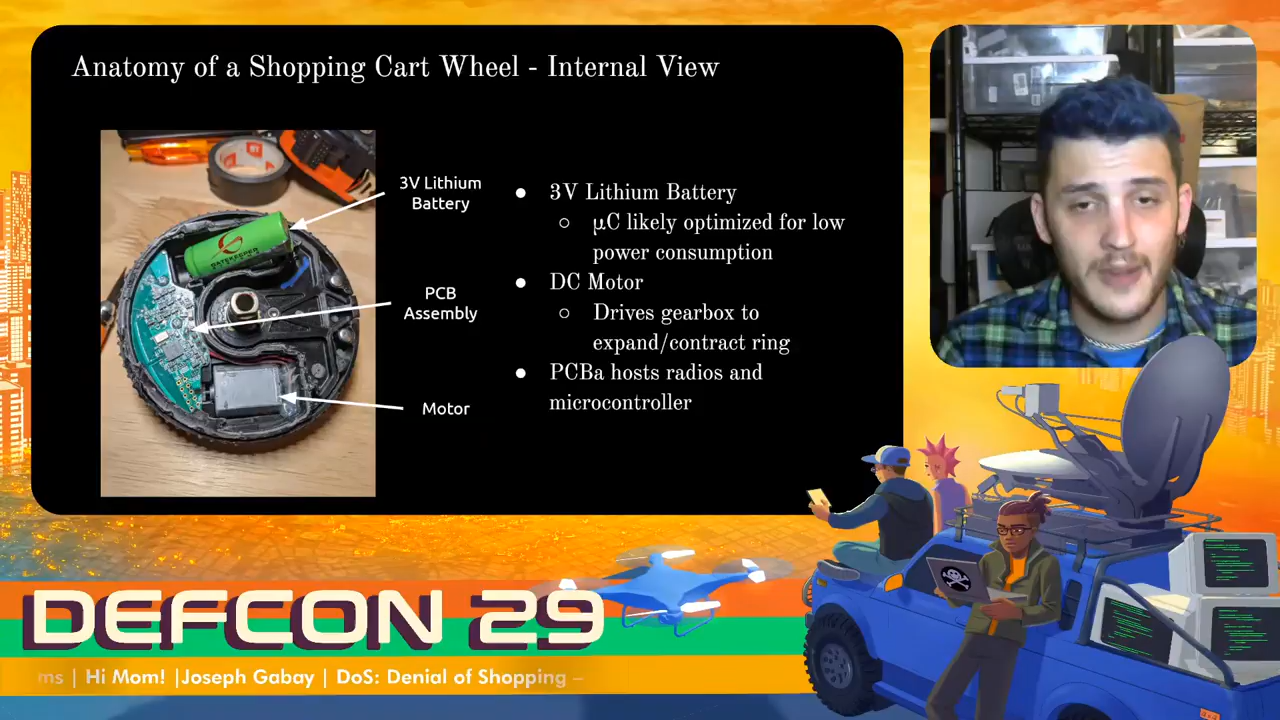 Anatomy of a Shopping Cart Wheel - Internal View
3V Lithium
Battery
PCB
Assembly
Motor
GATEKEEPER
● 3V Lithium Battery
○ µC likely optimized for low
power consumption
● DC Motor
○ Drives gearbox to
expand/contract ring
● PCBa hosts radios and
microcontroller
DEFCON 29
ms | Hi Mom! |Joseph Gabay | DoS: Denial of Shopping –